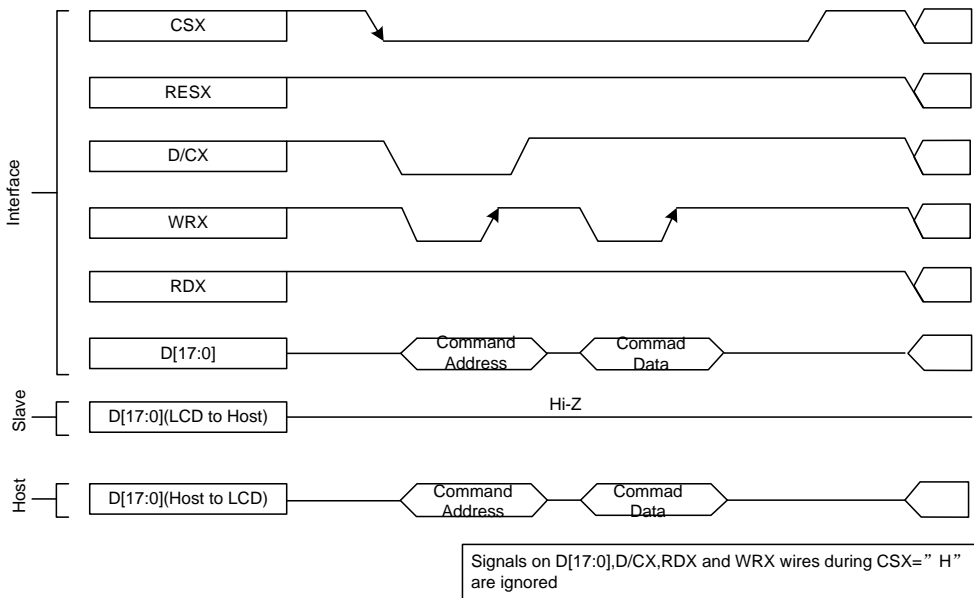 Interface
CSX
RESX
D/CX
WRX
RDX
D[17:0]
Command
Address
Commad
Data
Slave
D[17:0](LCD to Host)
Hi-Z
Host
D[17:0](Host to LCD)
Command
Address
Commad
Data
Signals on D[17:0],D/CX,RDX and WRX wires during CSX=” H”
are ignored